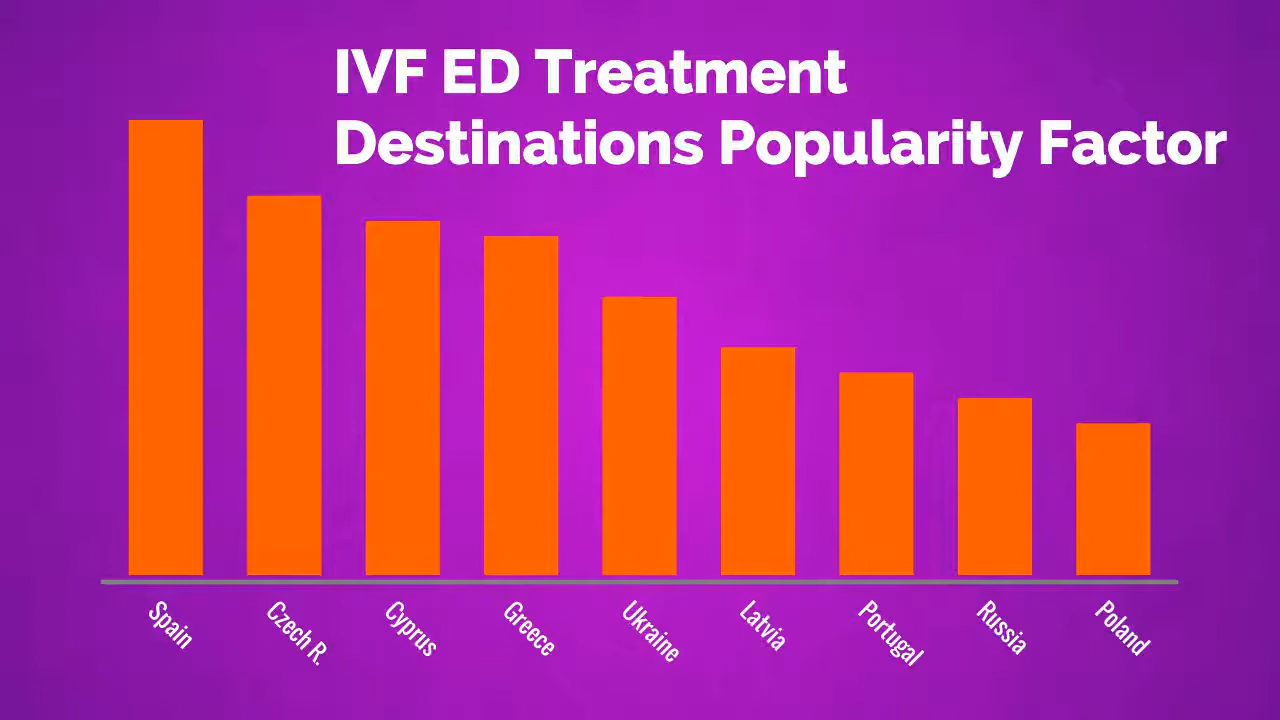 IVF ED Treatment
Destinations Popularity Factor
Spain
Czech R.
Cyprus
Greece
Ukraine
Latvia
Portugal
Russia
Poland